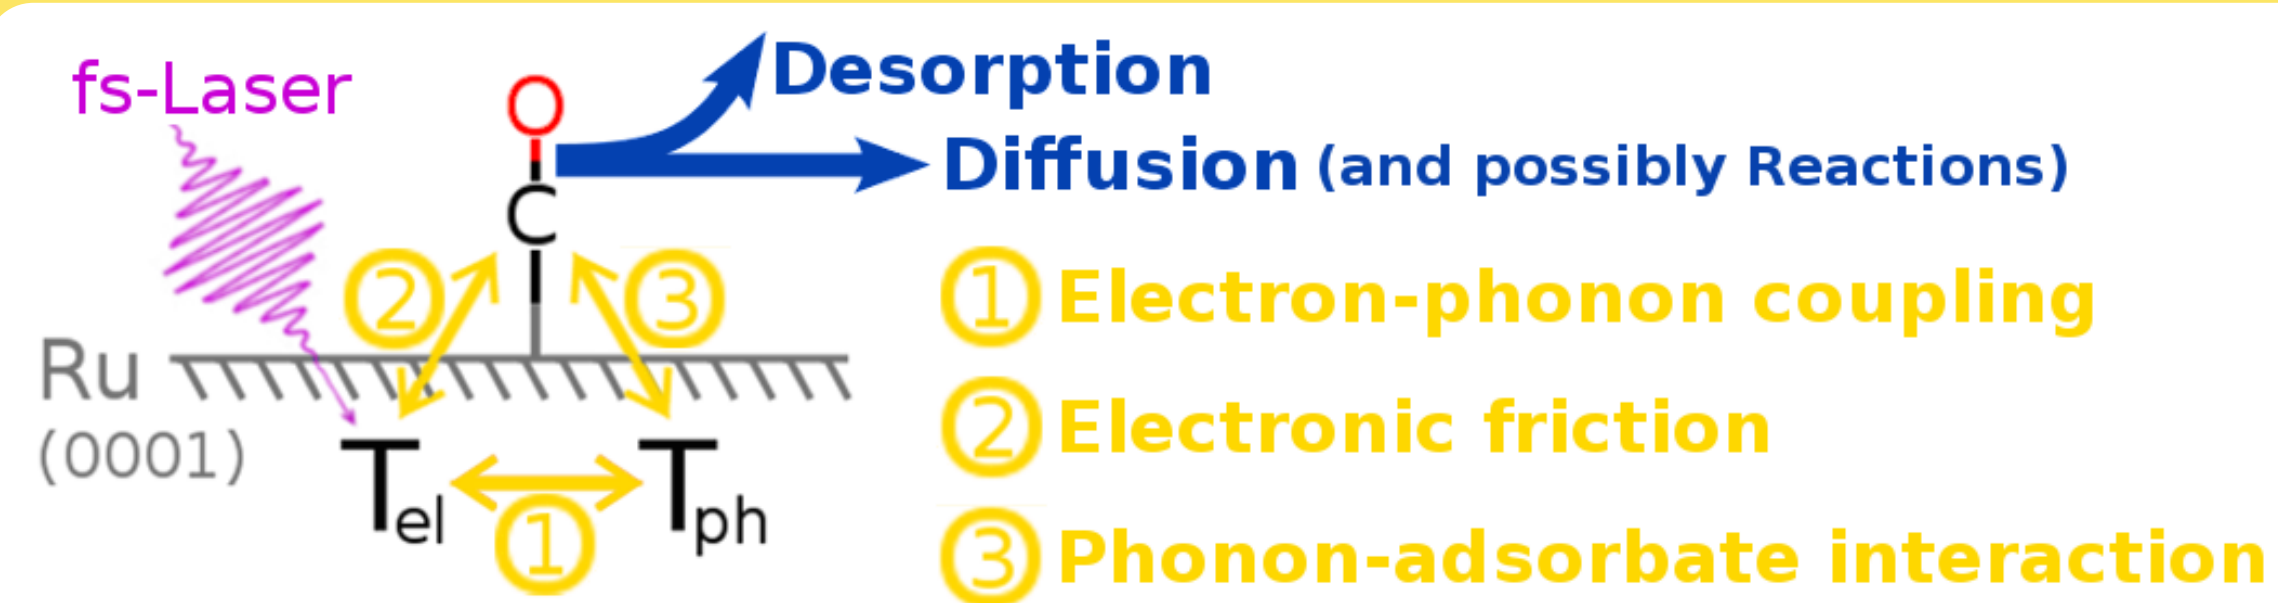 fs-Laser
O
C
Desorption
Diffusion (and possibly Reactions)
② ③
Ru
(0001)
Tel Tph
①
① Electron-phonon coupling
② Electronic friction
③ Phonon-adsorbate interaction